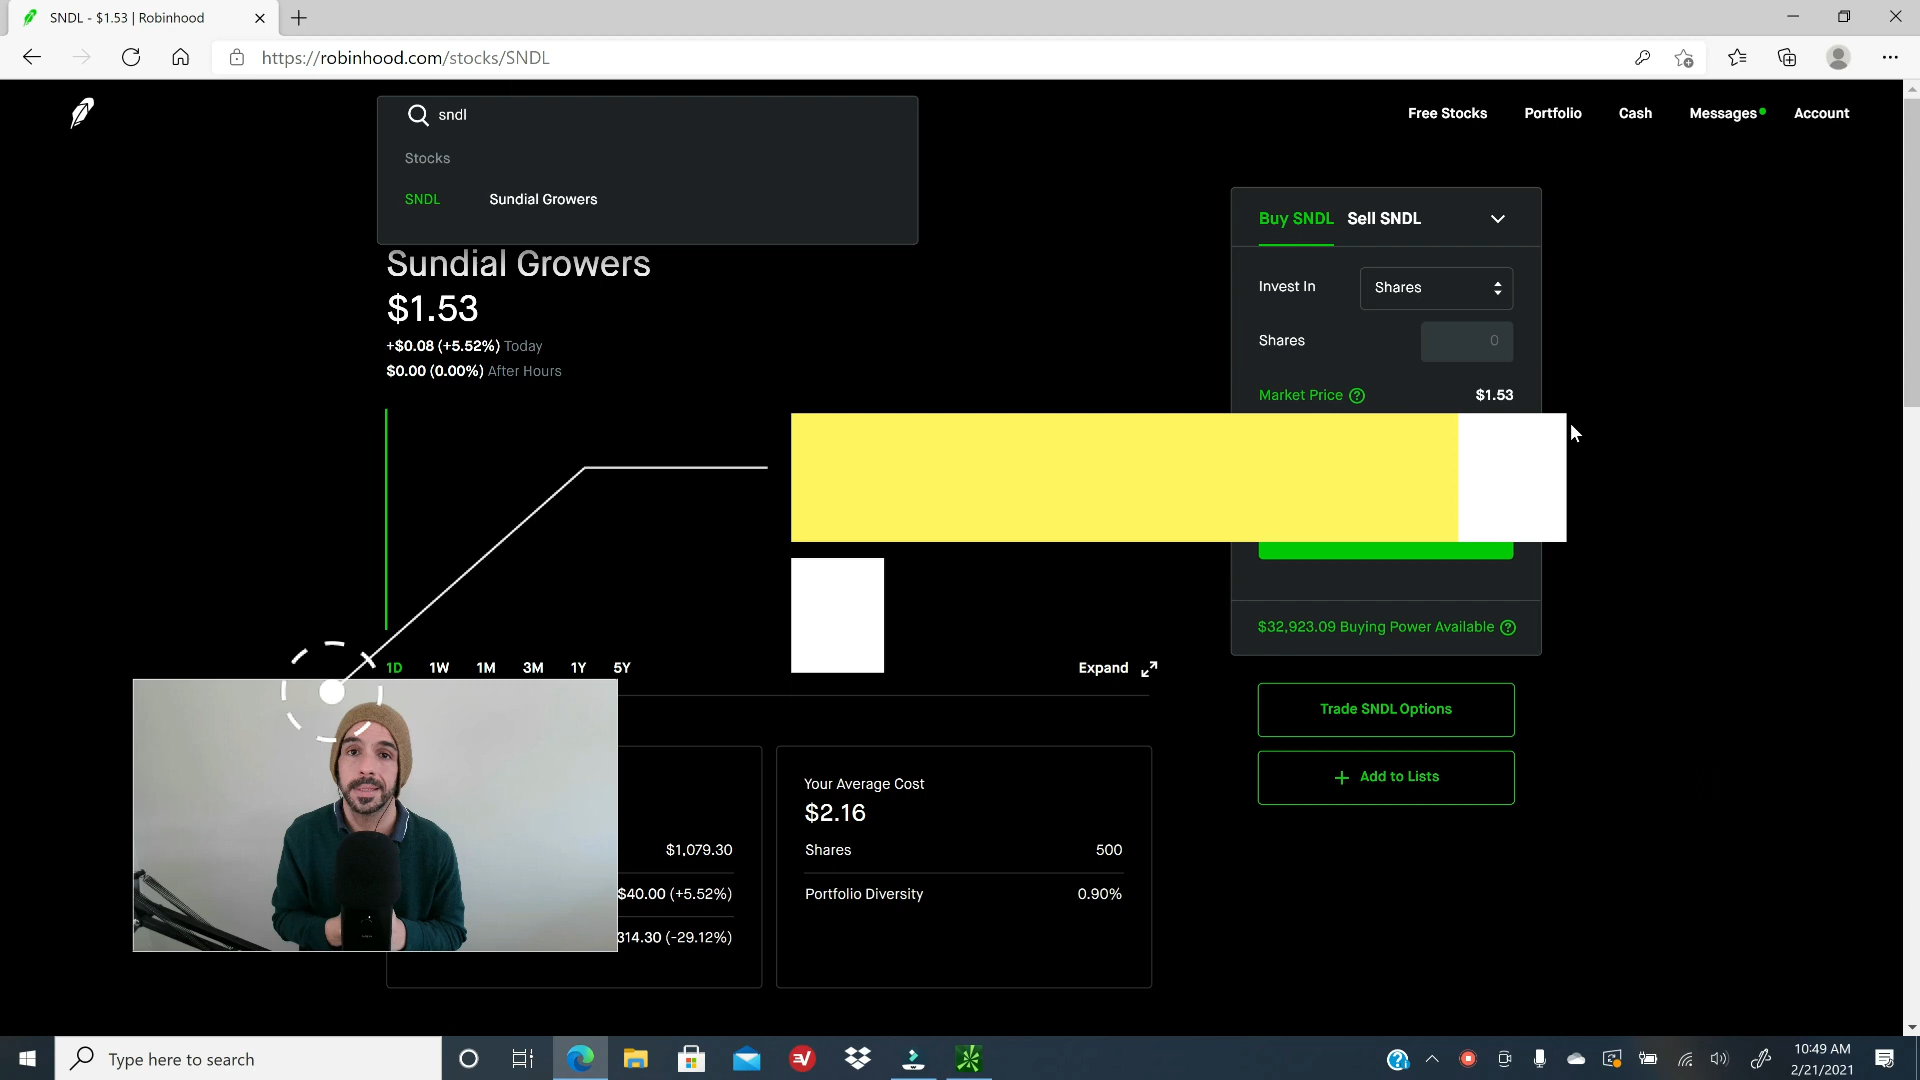 SNDL - $1.53 | Robinhood
https://robinhood.com/stocks/SNDL
sndl
Free Stocks Portfolio Cash Messages Account
Stocks
SNDL Sundial Growers
Sundial Growers
$1.53
+$0.08 (+5.52%) Today
$0.00 (0.00%) After Hours
Buy SNDL Sell SNDL
Invest In Shares
Shares 0
Market Price ? $1.53
$32,923.09 Buying Power Available ?
1D 1W 1M 3M 1Y 5Y
Expand
Trade SNDL Options
+ Add to Lists
$1,079.30
$40.00 (+5.52%)
314.30 (-29.12%)
Your Average Cost
$2.16
Shares 500
Portfolio Diversity 0.90%
Type here to search
10:49 AM
2/21/2021